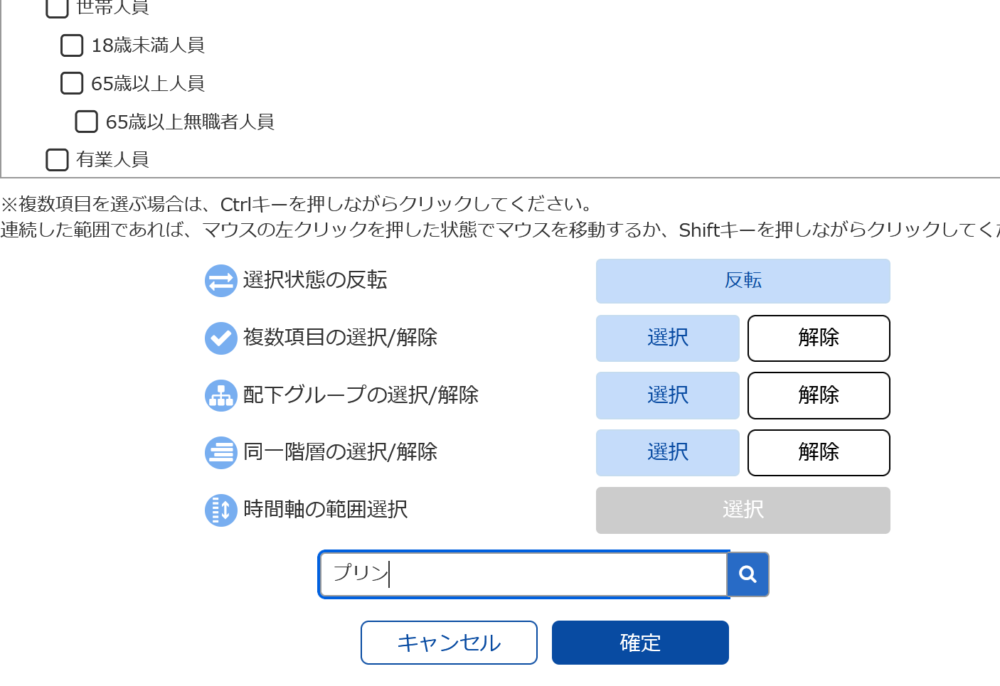 世帯人員
18歳未満人員
65歳以上人員
65歳以上無職者人員
有業人員
※複数項目を選ぶ場合は、Ctrlキーを押しながらクリックしてください。
連続した範囲であれば、マウスの左クリックを押した状態でマウスを移動するか、Shiftキーを押しながらクリックしてくだ
選択状態の反転 反転
複数項目の選択/解除 選択 解除
配下グループの選択/解除 選択 解除
同一階層の選択/解除 選択 解除
時間軸の範囲選択 選択
プリン
キャンセル 確定